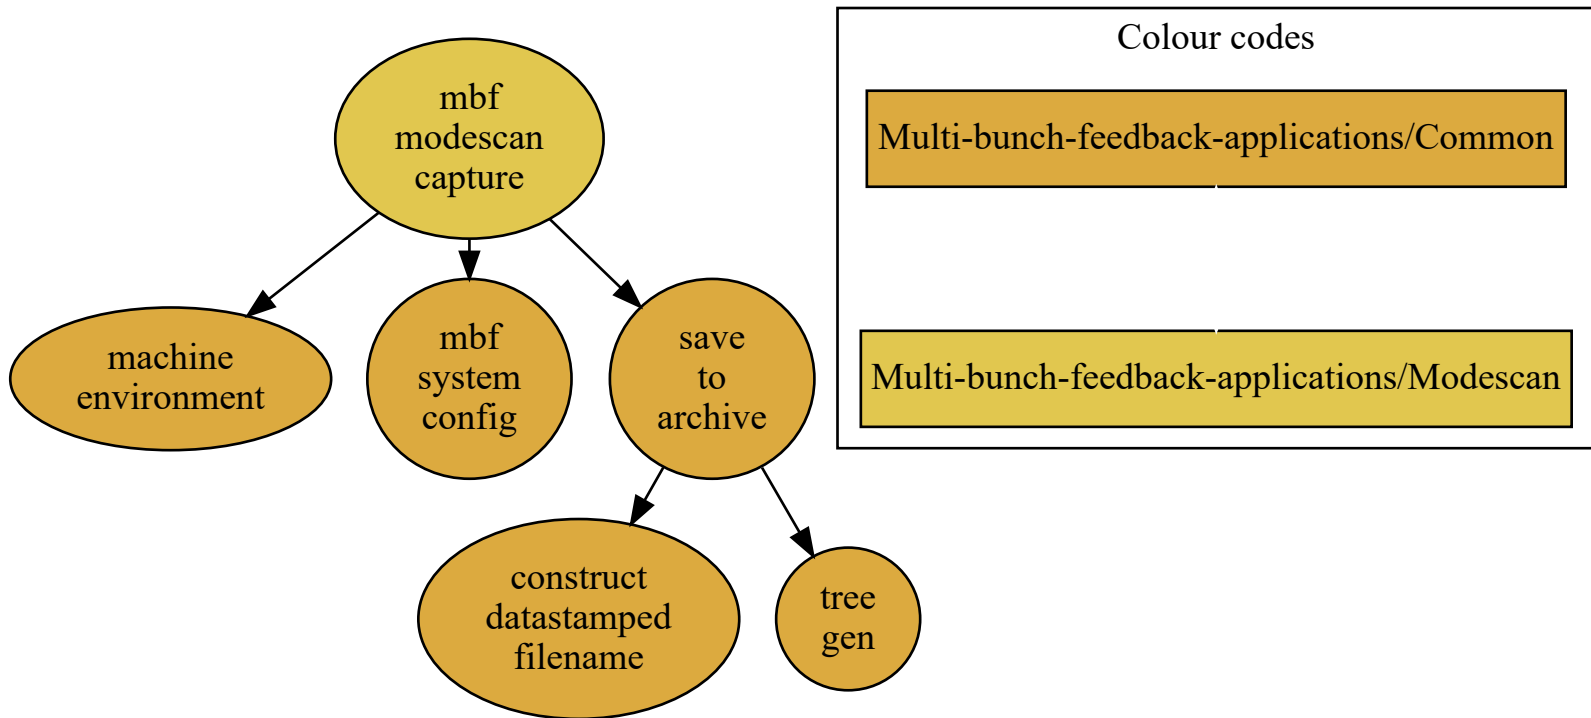 mbf
modescan
capture
machine
environment
mbf
system
config
save
to
archive
construct
datastamped
filename
tree
gen
Colour codes
Multi-bunch-feedback-applications/Common
Multi-bunch-feedback-applications/Modescan